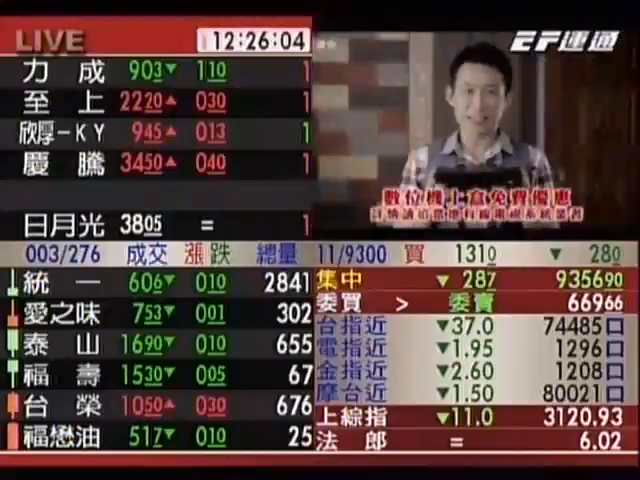 LIVE 12:26:04
力成 903▼ 110 1
至上 2220▲ 030 1
欣厚-KY 945▲ 013 1
慶騰 3450▲ 040 1
日月光 3805 = 1
003/276 成交 漲跌 總量
統一 606▼ 010 2841
愛之味 753▼ 001 302
泰山 1690▼ 010 655
福壽 1530▼ 005 67
台榮 1050▲ 030 676
福懋油 517▼ 010 25
運通
數位機上盒免費優惠
11/9300 買 1310 ▼ 280
集中 ▼ 287 935690
委買 > 委賣 66966
台指近 ▼37.0 74485口
電指近 ▼1.95 1296口
金指近 ▼2.60 1208口
摩台近 ▼1.50 80021口
上綜指 ▼11.0 3120.93
法郎 = 6.02